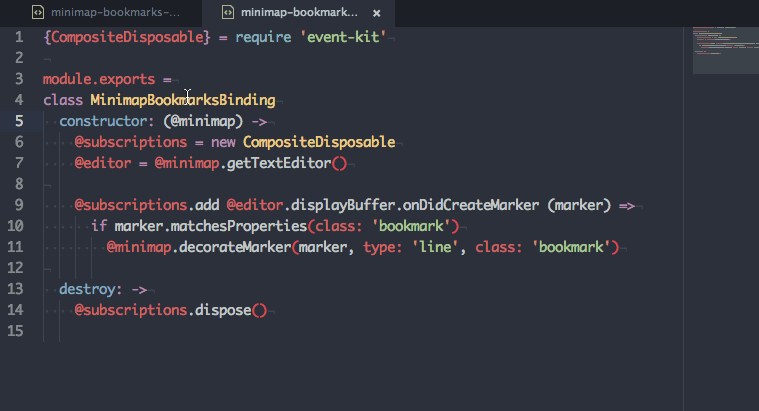 minimap-bookmarks-...
minimap-bookmark...
1 {CompositeDisposable} = require 'event-kit'
2
3 module.exports =
4 class MinimapBookmarksBinding
5   constructor: (@minimap) ->
6     @subscriptions = new CompositeDisposable
7     @editor = @minimap.getTextEditor()
8
9     @subscriptions.add @editor.displayBuffer.onDidCreateMarker (marker) =>
10       if marker.matchesProperties(class: 'bookmark')
11         @minimap.decorateMarker(marker, type: 'line', class: 'bookmark')
12
13   destroy: ->
14     @subscriptions.dispose()
15